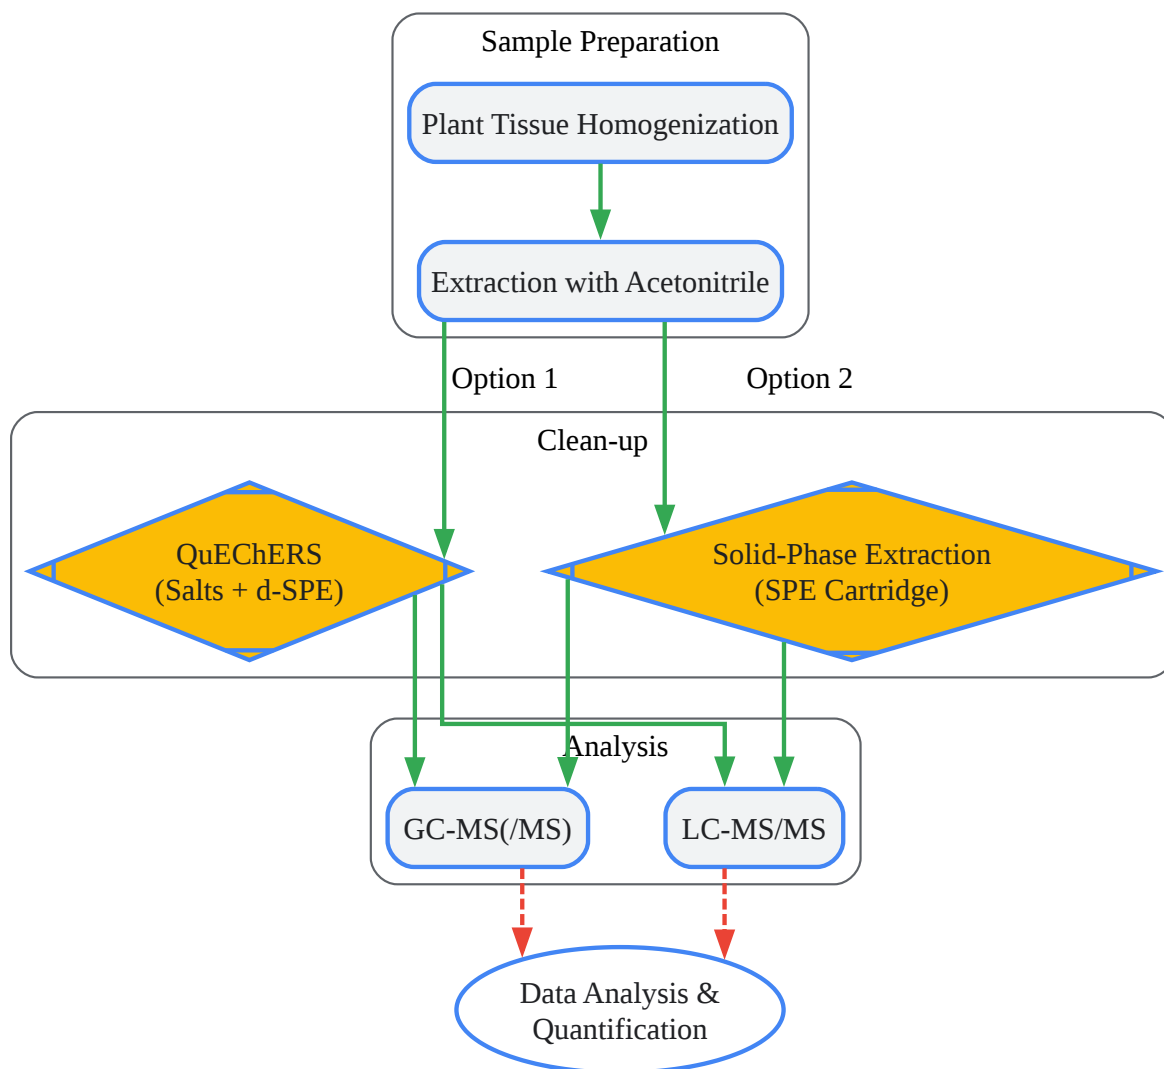 Sample Preparation
Plant Tissue Homogenization
Extraction with Acetonitrile
Option 1
Option 2
Clean-up
QuEChERS
(Salts + d-SPE)
Solid-Phase Extraction
(SPE Cartridge)
Analysis
GC-MS(/MS)
LC-MS/MS
Data Analysis &
Quantification